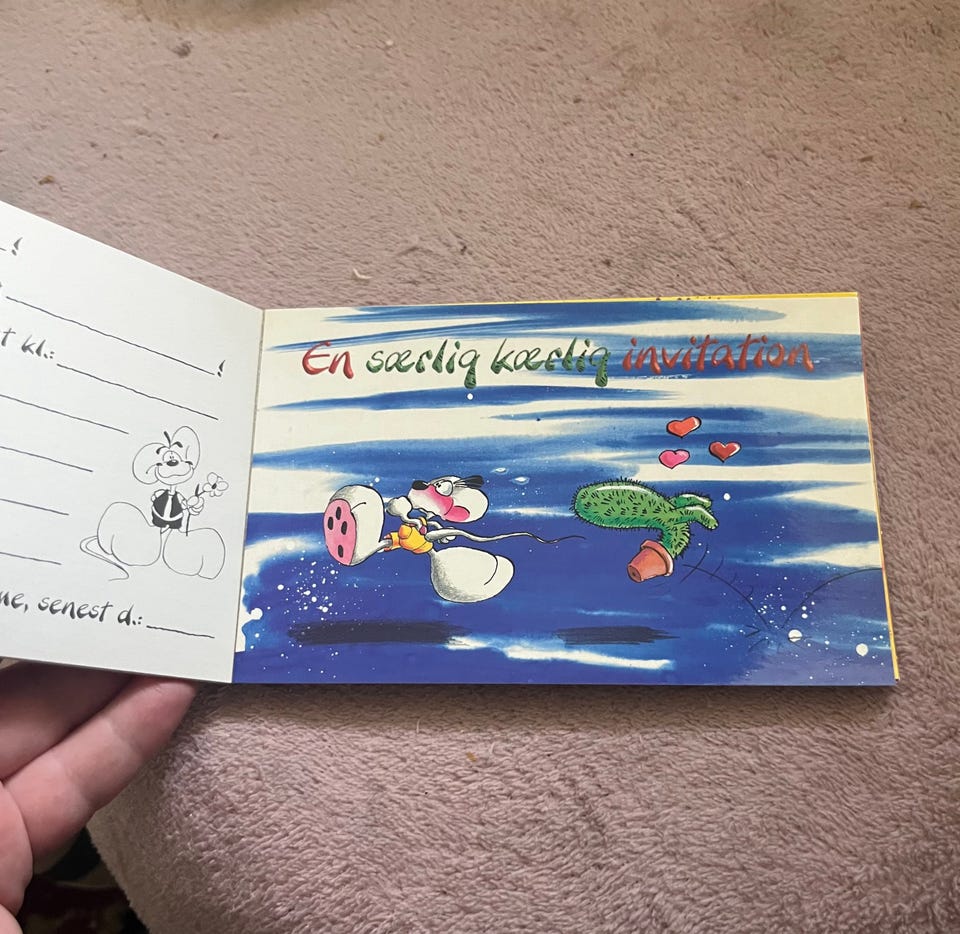 !
!
kl.:
senest d.:
En særlig kærlig invitation